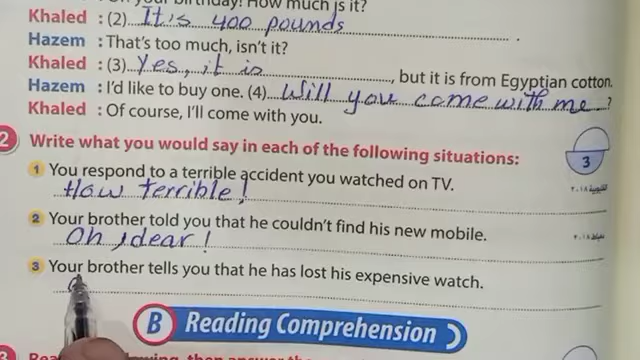 your birthday! How much is it?
Khaled : (2) It's 400 pounds .
Hazem : That's too much, isn't it?
Khaled : (3) Yes, it is , but it is from Egyptian cotton.
Hazem : I'd like to buy one. (4) Will you come with me ?
Khaled : Of course, I'll come with you.
2 Write what you would say in each of the following situations:
3
1 You respond to a terrible accident you watched on TV.
How terrible!
2 Your brother told you that he couldn't find his new mobile.
Oh, dear!
3 Your brother tells you that he has lost his expensive watch.
B Reading Comprehension